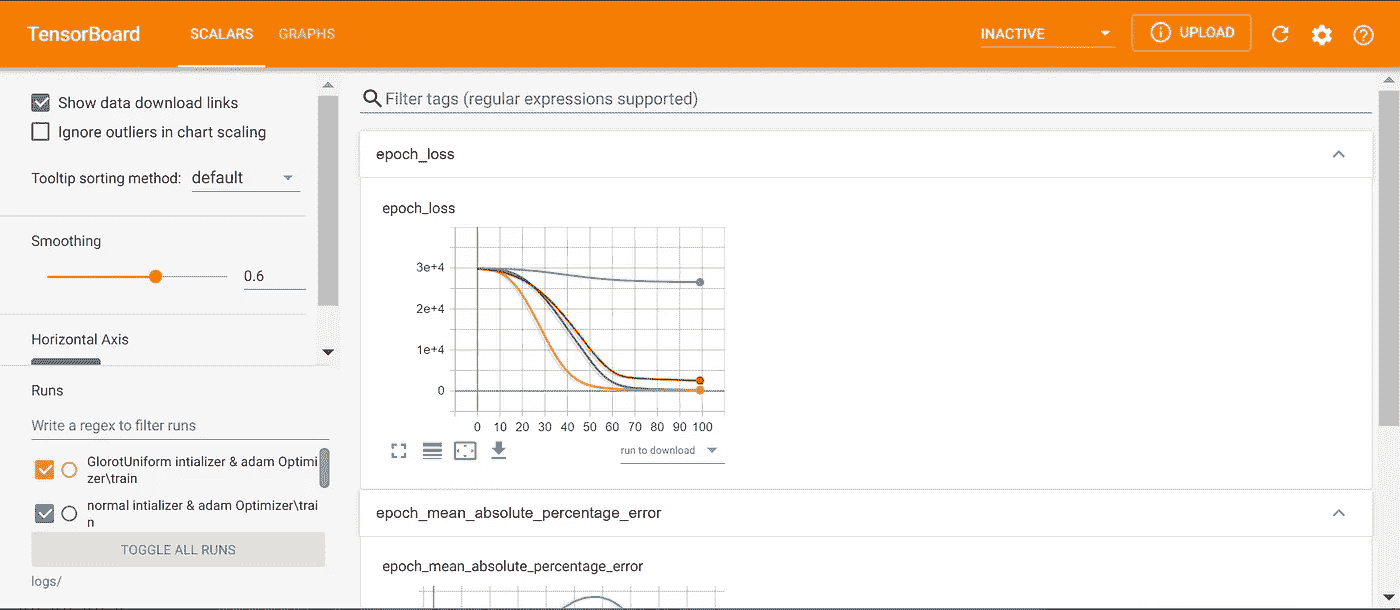 TensorBoard SCALARS GRAPHS INACTIVE UPLOAD
Show data download links
Ignore outliers in chart scaling
Tooltip sorting method: default
Smoothing
0.6
Horizontal Axis
Runs
Write a regex to filter runs
GlorotUniform intializer & adam Optimi
zer\train
normal intializer & adam Optimizer\trai
n
TOGGLE ALL RUNS
logs/
Filter tags (regular expressions supported)
epoch_loss
epoch_loss
3e+4
2e+4
1e+4
0
0 10 20 30 40 50 60 70 80 90 100
run to download
epoch_mean_absolute_percentage_error
epoch_mean_absolute_percentage_error